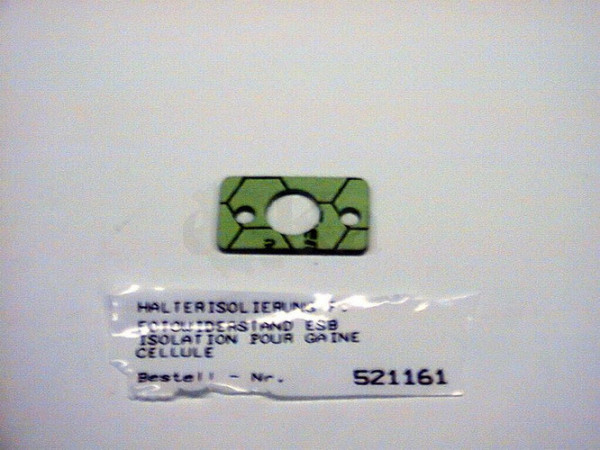 HALTERISOLIERUNG F.
FOTOWIDERSTAND ESB
ISOLATION POUR GAINE
CELLULE
Bestell - Nr. 521161